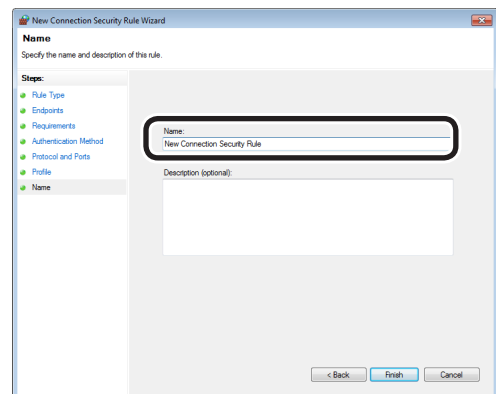 New Connection Security Rule Wizard
Name
Specify the name and description of this rule.
Steps:
Rule Type
Endpoints
Requirements
Authentication Method
Protocol and Ports
Profile
Name
Name:
New Connection Security Rule
Description (optional):
< Back
Finish
Cancel